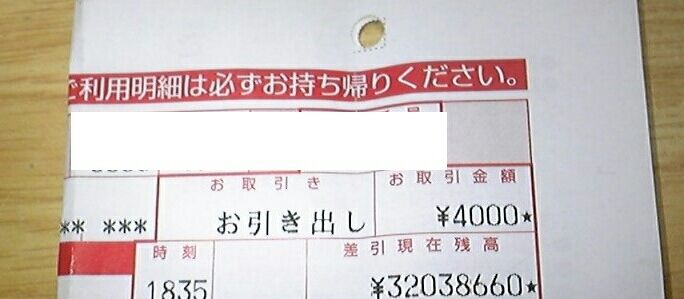 ご利用明細は必ずお持ち帰りください。
お取引き お取引金額
** *** お引き出し ¥4000★
時刻 差引現在残高
1835 ¥32038660★